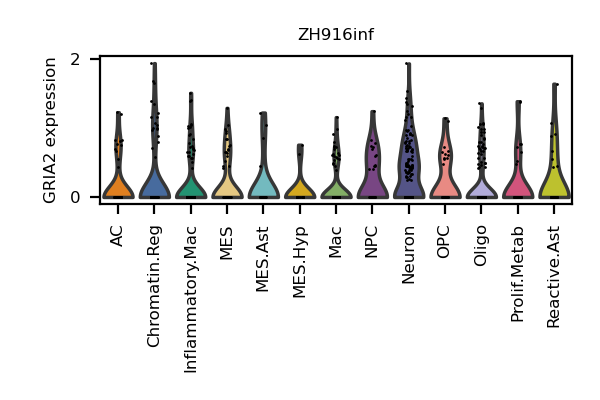 ZH916inf
GRIA2 expression
2
0
AC
Chromatin.Reg
Inflammatory.Mac
MES
MES.Ast
MES.Hyp
Mac
NPC
Neuron
OPC
Oligo
Prolif.Metab
Reactive.Ast